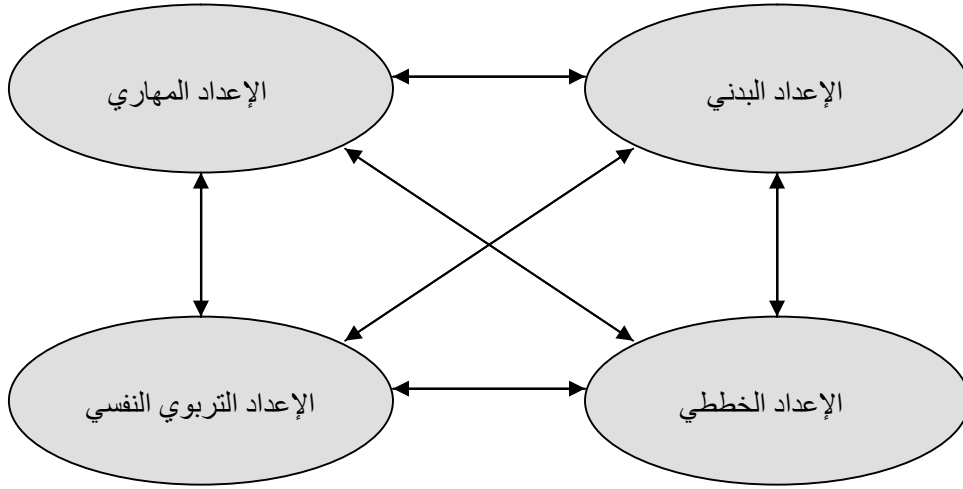 الإعداد البدني
الإعداد المهاري
الإعداد الخططي
الإعداد التربوي النفسي